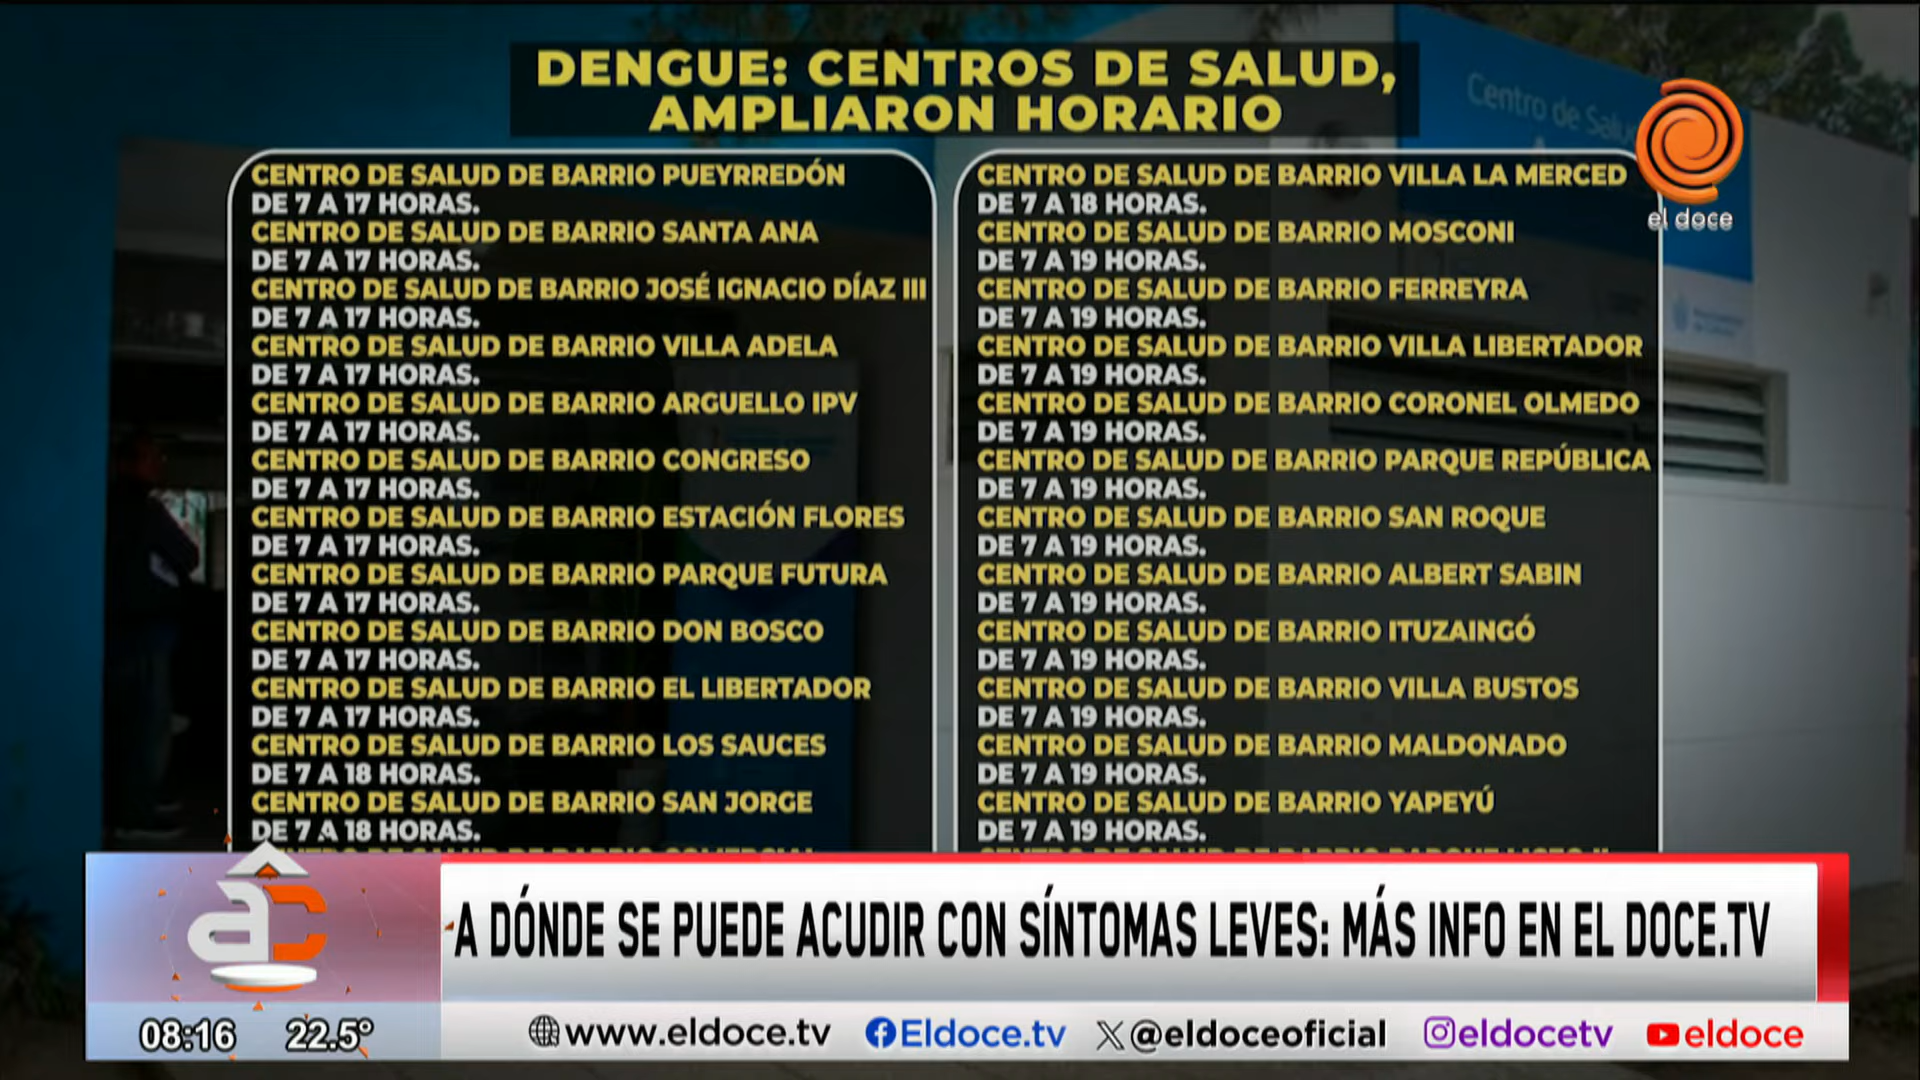 DENGUE: CENTROS DE SALUD,
AMPLIARON HORARIO
CENTRO DE SALUD DE BARRIO PUEYRREDÓN
DE 7 A 17 HORAS.
CENTRO DE SALUD DE BARRIO SANTA ANA
DE 7 A 17 HORAS.
CENTRO DE SALUD DE BARRIO JOSÉ IGNACIO DÍAZ III
DE 7 A 17 HORAS.
CENTRO DE SALUD DE BARRIO VILLA ADELA
DE 7 A 17 HORAS.
CENTRO DE SALUD DE BARRIO ARGUELLO IPV
DE 7 A 17 HORAS.
CENTRO DE SALUD DE BARRIO CONGRESO
DE 7 A 17 HORAS.
CENTRO DE SALUD DE BARRIO ESTACIÓN FLORES
DE 7 A 17 HORAS.
CENTRO DE SALUD DE BARRIO PARQUE FUTURA
DE 7 A 17 HORAS.
CENTRO DE SALUD DE BARRIO DON BOSCO
DE 7 A 17 HORAS.
CENTRO DE SALUD DE BARRIO EL LIBERTADOR
DE 7 A 17 HORAS.
CENTRO DE SALUD DE BARRIO LOS SAUCES
DE 7 A 18 HORAS.
CENTRO DE SALUD DE BARRIO SAN JORGE
DE 7 A 18 HORAS.
CENTRO DE SALUD DE BARRIO VILLA LA MERCED
DE 7 A 18 HORAS.
CENTRO DE SALUD DE BARRIO MOSCONI
DE 7 A 19 HORAS.
CENTRO DE SALUD DE BARRIO FERREYRA
DE 7 A 19 HORAS.
CENTRO DE SALUD DE BARRIO VILLA LIBERTADOR
DE 7 A 19 HORAS.
CENTRO DE SALUD DE BARRIO CORONEL OLMEDO
DE 7 A 19 HORAS.
CENTRO DE SALUD DE BARRIO PARQUE REPÚBLICA
DE 7 A 19 HORAS.
CENTRO DE SALUD DE BARRIO SAN ROQUE
DE 7 A 19 HORAS.
CENTRO DE SALUD DE BARRIO ALBERT SABIN
DE 7 A 19 HORAS.
CENTRO DE SALUD DE BARRIO ITUZAINGÓ
DE 7 A 19 HORAS.
CENTRO DE SALUD DE BARRIO VILLA BUSTOS
DE 7 A 19 HORAS.
CENTRO DE SALUD DE BARRIO MALDONADO
DE 7 A 19 HORAS.
CENTRO DE SALUD DE BARRIO YAPEYÚ
DE 7 A 19 HORAS.
Centro de Salud
el doce
ac
A DÓNDE SE PUEDE ACUDIR CON SÍNTOMAS LEVES: MÁS INFO EN EL DOCE.TV
08:16 22.5° www.eldoce.tv Eldoce.tv @eldoceoficial eldocetv eldoce